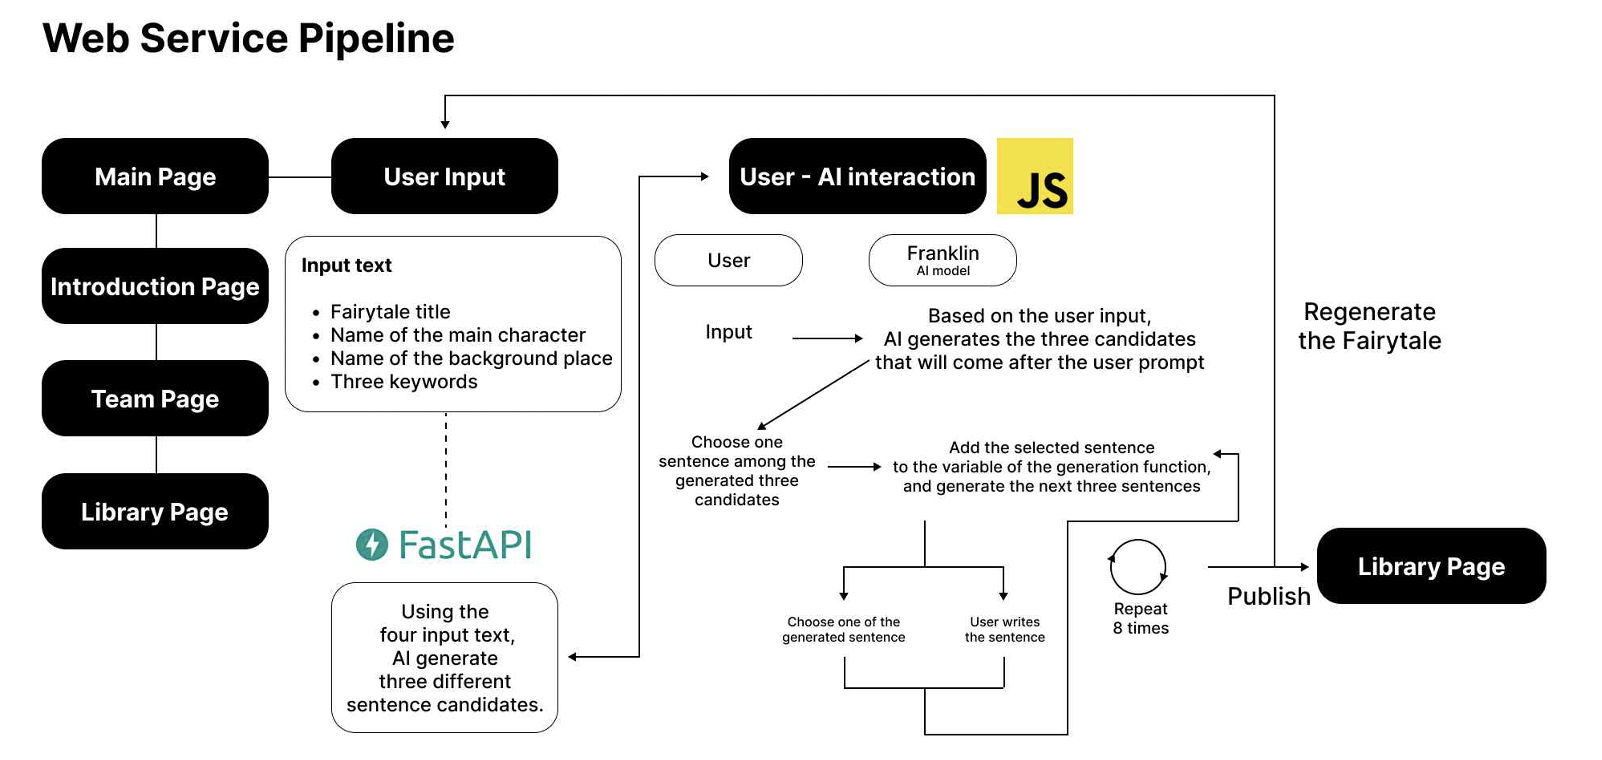 Web Service Pipeline
Main Page
User Input
User - AI interaction
JS
Introduction Page
Team Page
Library Page
Input text
• Fairytale title
• Name of the main character
• Name of the background place
• Three keywords
FastAPI
Using the
four input text,
AI generate
three different
sentence candidates.
User
Franklin
AI model
Input
Based on the user input,
AI generates the three candidates
that will come after the user prompt
Choose one
sentence among the
generated three
candidates
Add the selected sentence
to the variable of the generation function,
and generate the next three sentences
Choose one of the
generated sentence
User writes
the sentence
Repeat
8 times
Regenerate
the Fairytale
Publish
Library Page